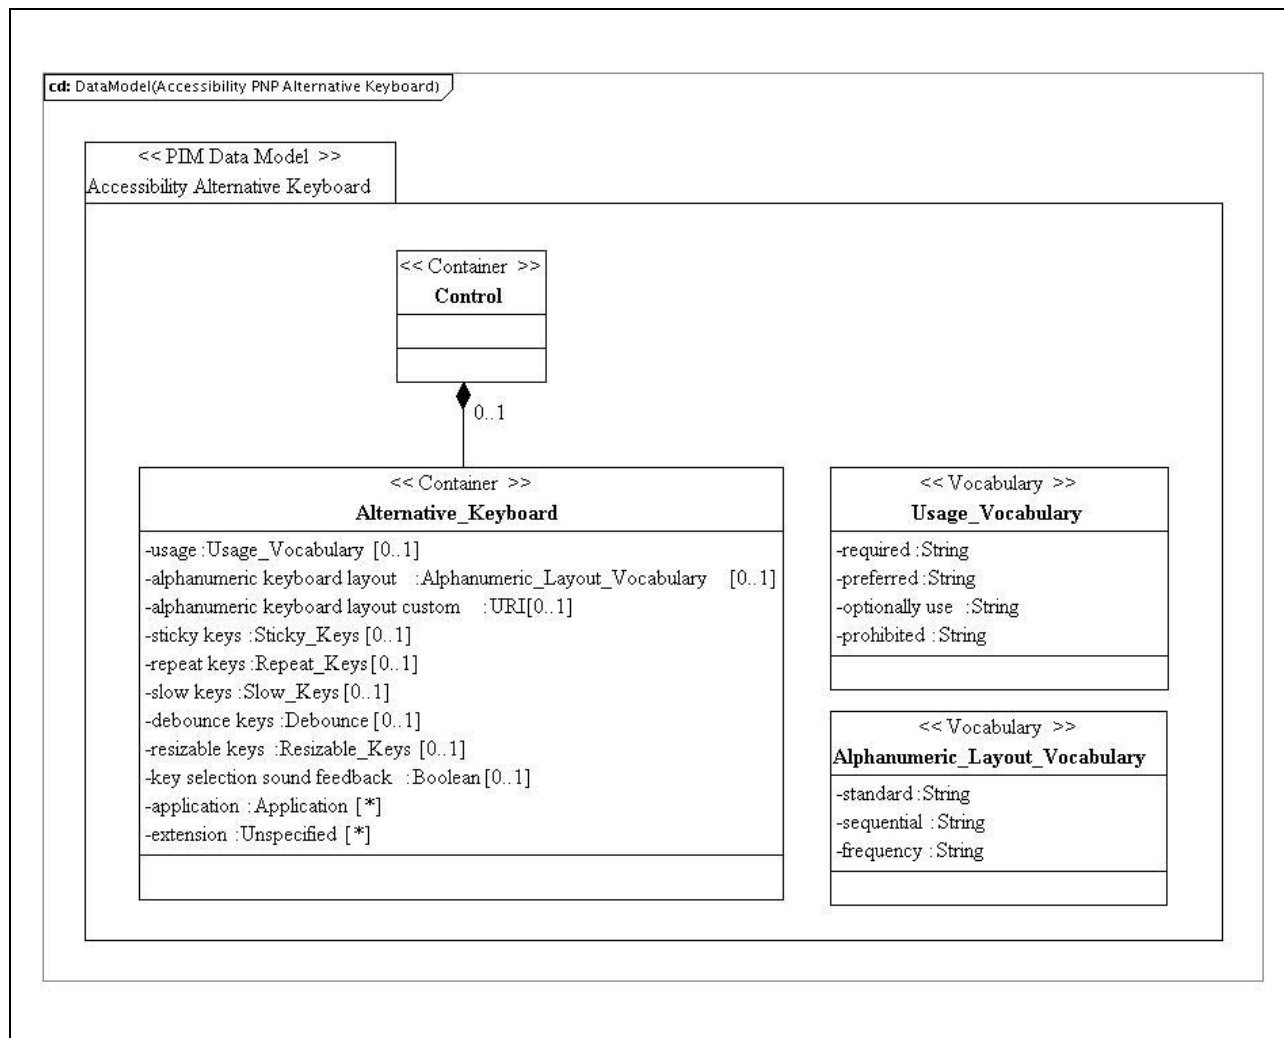 cd: DataModel(Accessibility PNP Alternative Keyboard)
<< PIM Data Model >>
Accessibility Alternative Keyboard
<< Container >>
Control
0..1
<< Container >>
Alternative_Keyboard
-usage :Usage_Vocabulary [0..1]
-alphanumeric keyboard layout :Alphanumeric_Layout_Vocabulary [0..1]
-alphanumeric keyboard layout custom :URI[0..1]
-sticky keys :Sticky_Keys [0..1]
-repeat keys :Repeat_Keys [0..1]
-slow keys :Slow_Keys [0..1]
-debounce keys :Debounce [0..1]
-resizable keys :Resizable_Keys [0..1]
-key selection sound feedback :Boolean [0..1]
-application :Application [*]
-extension :Unspecified [*]
<< Vocabulary >>
Usage_Vocabulary
-required :String
-preferred :String
-optionally use :String
-prohibited :String
<< Vocabulary >>
Alphanumeric_Layout_Vocabulary
-standard :String
-sequential :String
-frequency :String